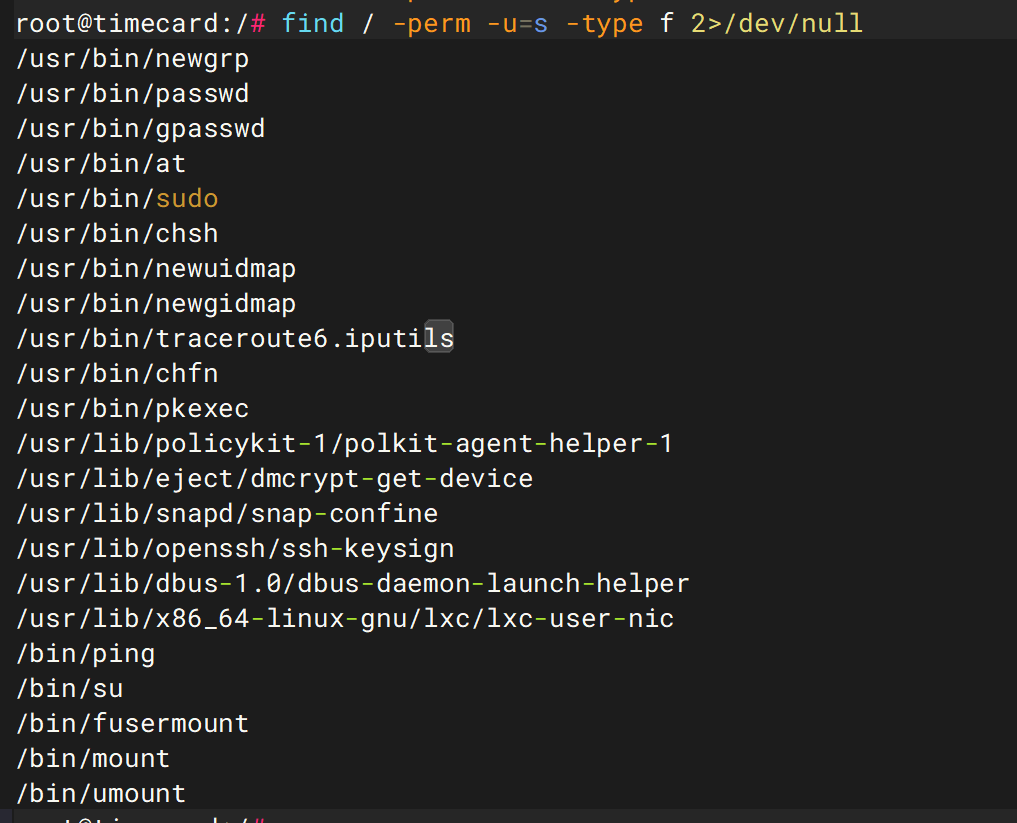 root@timecard:/# find / -perm -u=s -type f 2>/dev/null
/usr/bin/newgrp
/usr/bin/passwd
/usr/bin/gpasswd
/usr/bin/at
/usr/bin/sudo
/usr/bin/chsh
/usr/bin/newuidmap
/usr/bin/newgidmap
/usr/bin/traceroute6.iputils
/usr/bin/chfn
/usr/bin/pkexec
/usr/lib/policykit-1/polkit-agent-helper-1
/usr/lib/eject/dmcrypt-get-device
/usr/lib/snapd/snap-confine
/usr/lib/openssh/ssh-keysign
/usr/lib/dbus-1.0/dbus-daemon-launch-helper
/usr/lib/x86_64-linux-gnu/lxc/lxc-user-nic
/bin/ping
/bin/su
/bin/fusermount
/bin/mount
/bin/umount